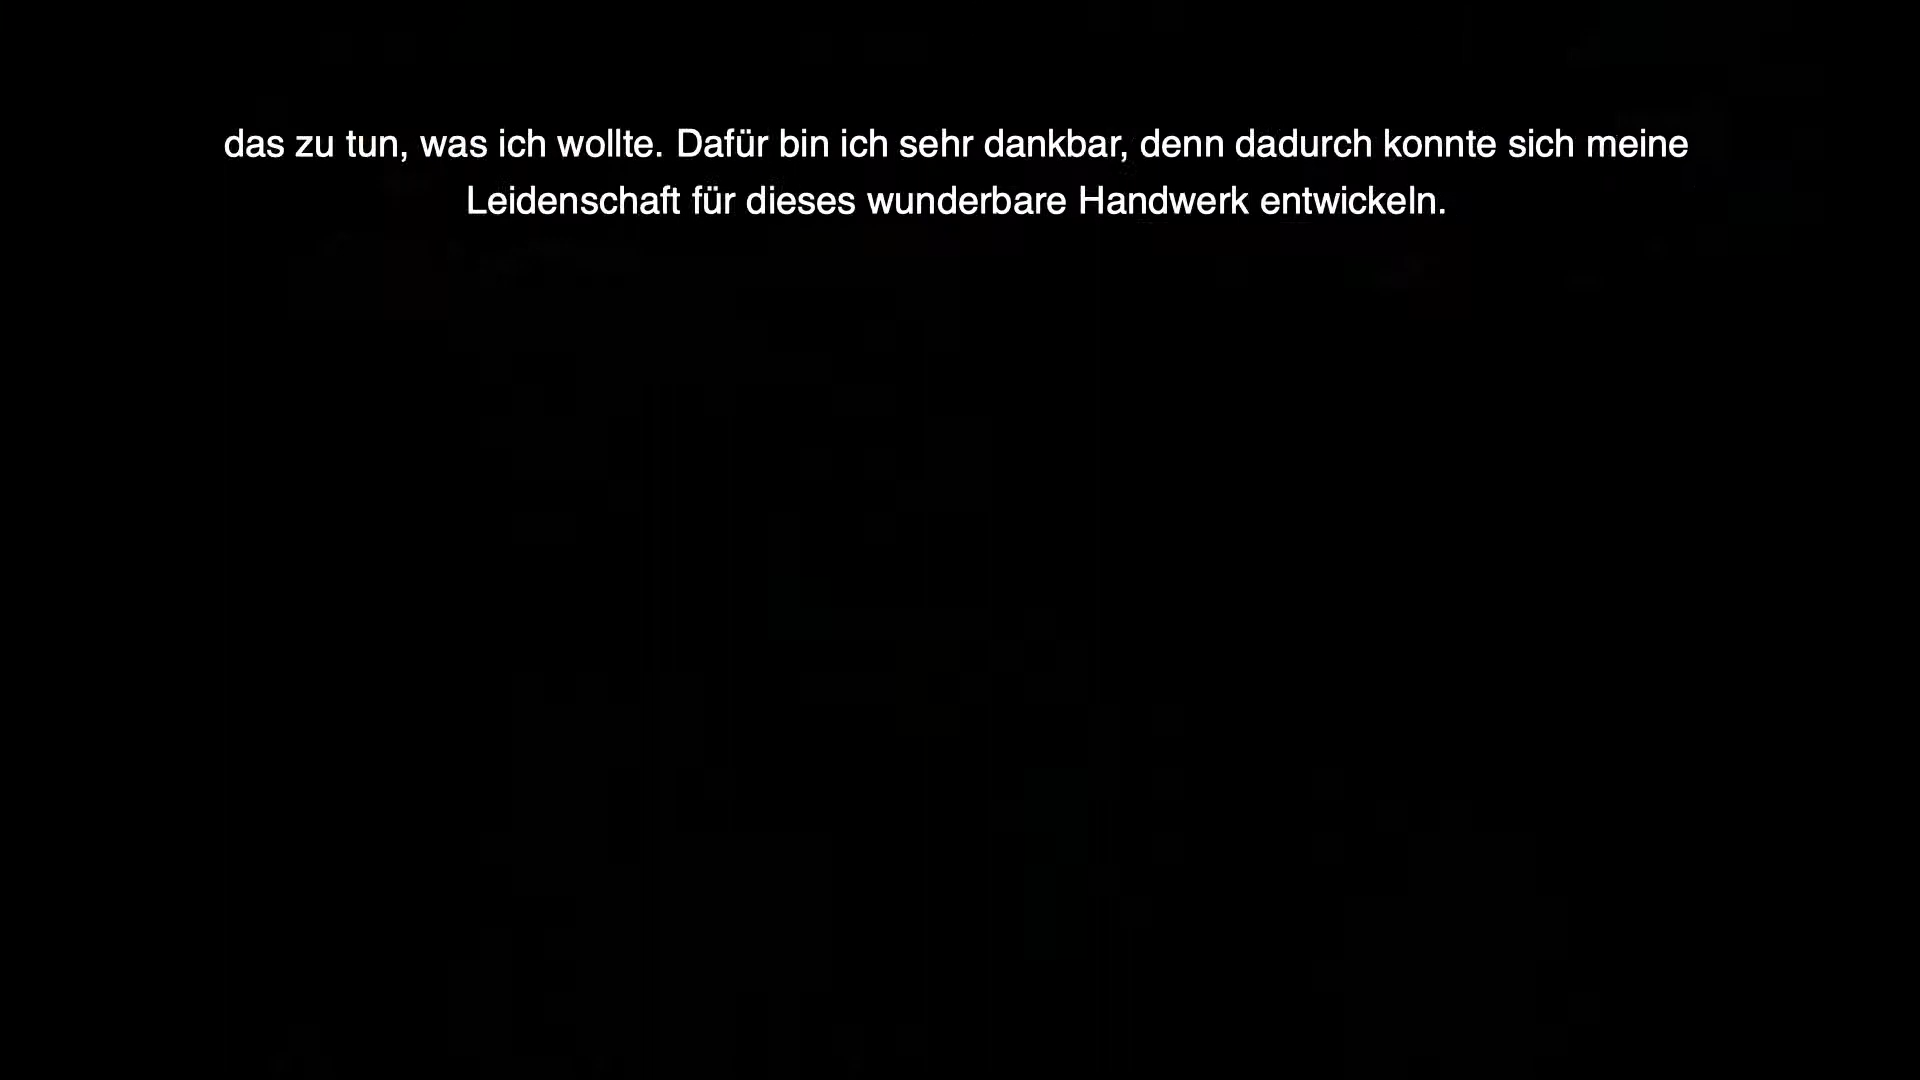 das zu tun, was ich wollte. Dafür bin ich sehr dankbar, denn dadurch konnte sich meine
Leidenschaft für dieses wunderbare Handwerk entwickeln.